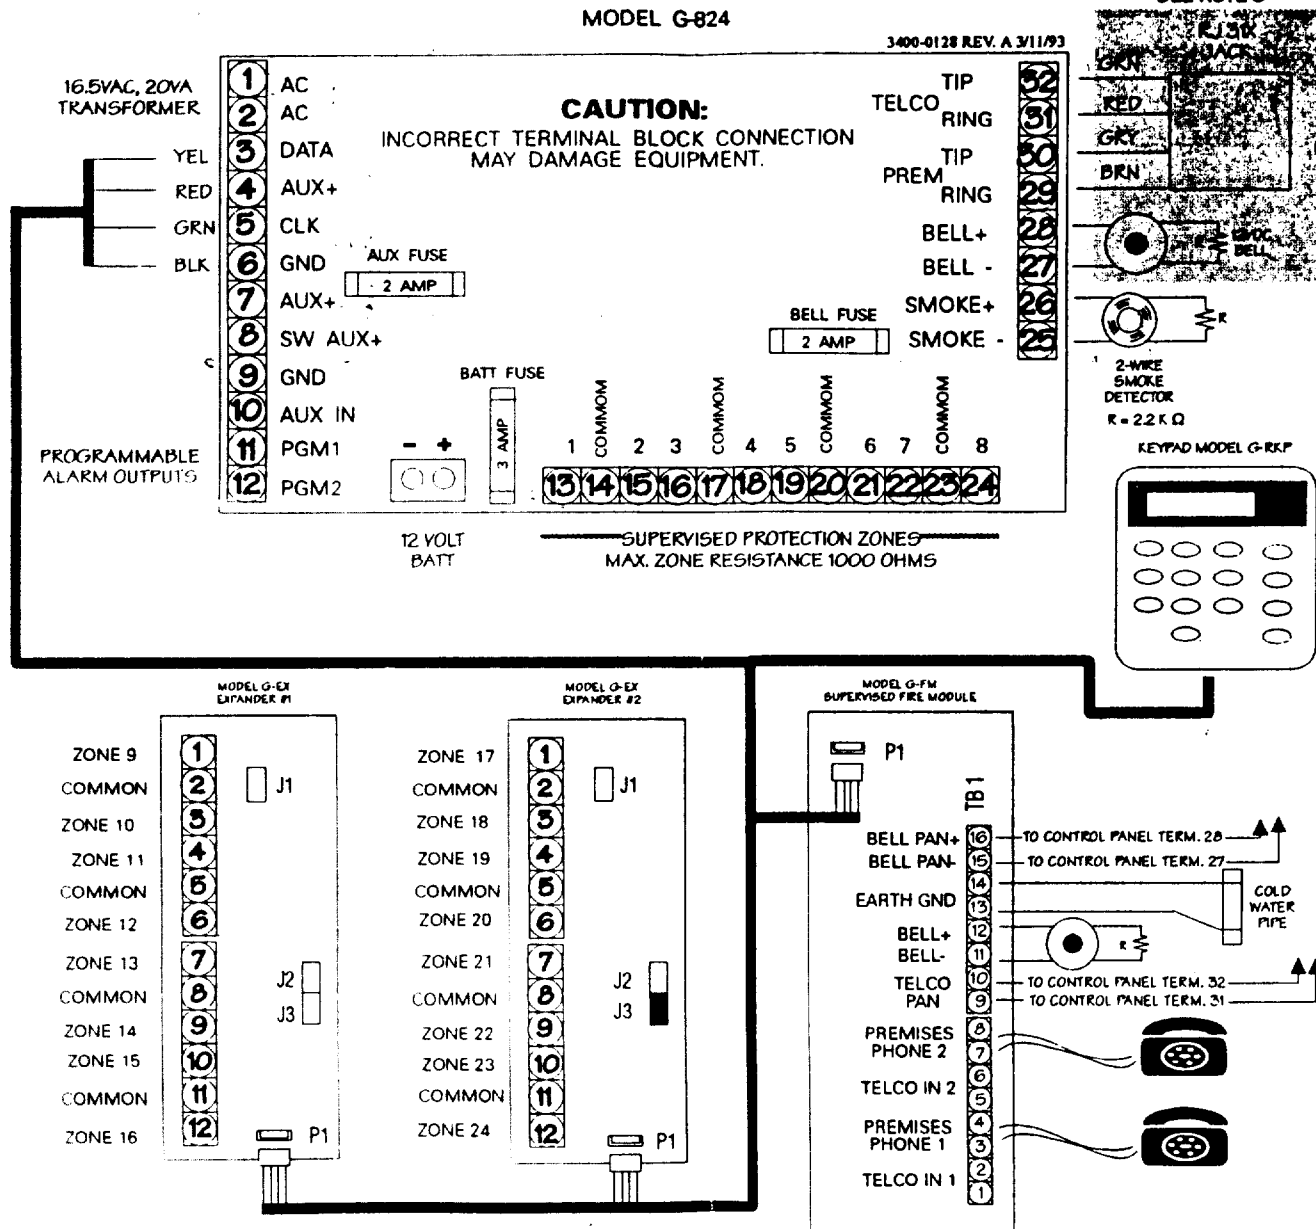 MODEL G-824
3400-0128 REV. A 3/11/93
16.5VAC, 20VA
TRANSFORMER
YEL
RED
GRN
BLK
PROGRAMMABLE
ALARM OUTPUTS
1 AC
2 AC
3 DATA
4 AUX+
5 CLK
6 GND
7 AUX+
8 SW AUX+
9 GND
10 AUX IN
11 PGM1
12 PGM2
CAUTION:
INCORRECT TERMINAL BLOCK CONNECTION
MAY DAMAGE EQUIPMENT.
AUX FUSE
2 AMP
BATT FUSE
3 AMP
BELL FUSE
2 AMP
- +
12 VOLT
BATT
TELCO
TIP 32
RING 31
PREM
TIP 30
RING 29
BELL+ 28
BELL - 27
SMOKE+ 26
SMOKE - 25
RJ31X
JACK
GRN
RED
GRY
BRN
R
12VDC
BELL
R
2-WIRE
SMOKE
DETECTOR
R = 2.2 K Ω
1 COMMOM 2 3 COMMOM 4 5 COMMOM 6 7 COMMOM 8
13 14 15 16 17 18 19 20 21 22 23 24
SUPERVISED PROTECTION ZONES
MAX. ZONE RESISTANCE 1000 OHMS
KEYPAD MODEL G-RKP
MODEL G-EX
EXPANDER #1
ZONE 9 1
COMMON 2
ZONE 10 3
ZONE 11 4
COMMON 5
ZONE 12 6
ZONE 13 7
COMMON 8
ZONE 14 9
ZONE 15 10
COMMON 11
ZONE 16 12
J1
J2
J3
P1
MODEL G-EX
EXPANDER #2
ZONE 17 1
COMMON 2
ZONE 18 3
ZONE 19 4
COMMON 5
ZONE 20 6
ZONE 21 7
COMMON 8
ZONE 22 9
ZONE 23 10
COMMON 11
ZONE 24 12
J1
J2
J3
P1
MODEL G-FM
SUPERVISED FIRE MODULE
P1
TB 1
BELL PAN+ 16 TO CONTROL PANEL TERM. 28
BELL PAN- 15 TO CONTROL PANEL TERM. 27
14
EARTH GND
13
COLD
WATER
PIPE
BELL+ 12
BELL- 11
R
TELCO 10 TO CONTROL PANEL TERM. 32
PAN 9 TO CONTROL PANEL TERM. 31
PREMISES 8
PHONE 2 7
TELCO IN 2
6
5
PREMISES 4
PHONE 1 3
TELCO IN 1
2
1